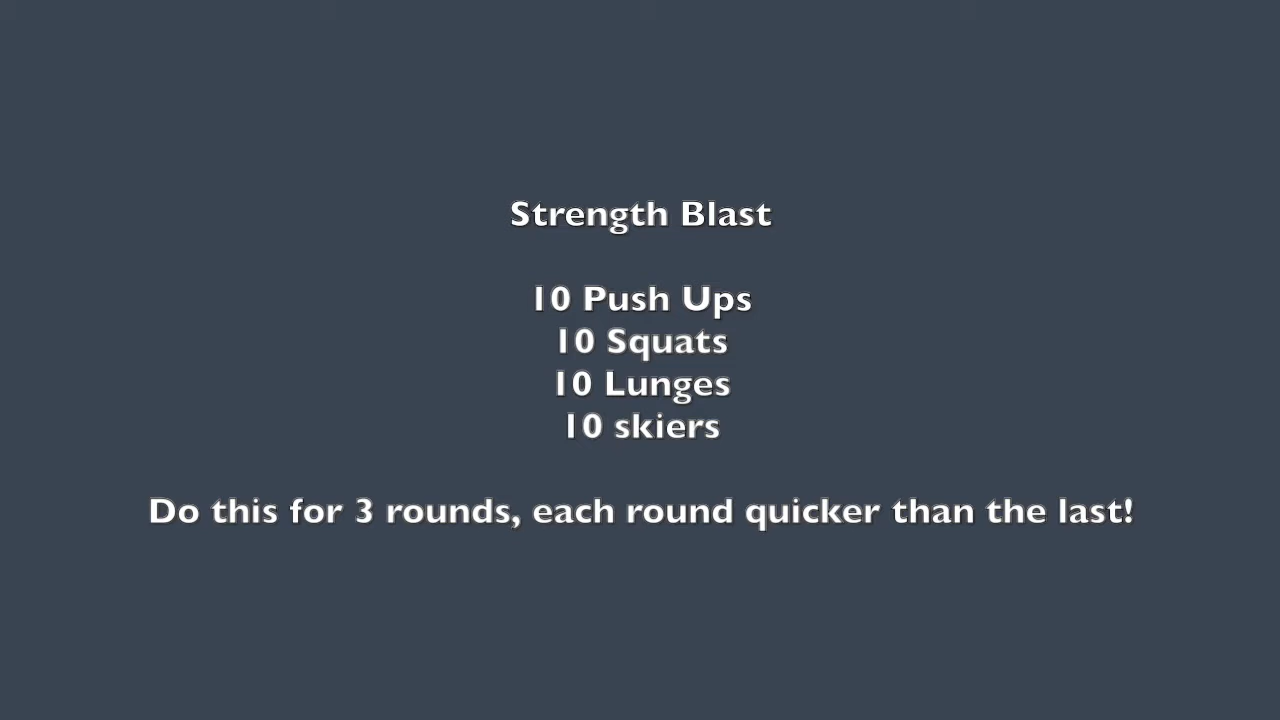 Strength Blast
10 Push Ups
10 Squats
10 Lunges
10 skiers
Do this for 3 rounds, each round quicker than the last!